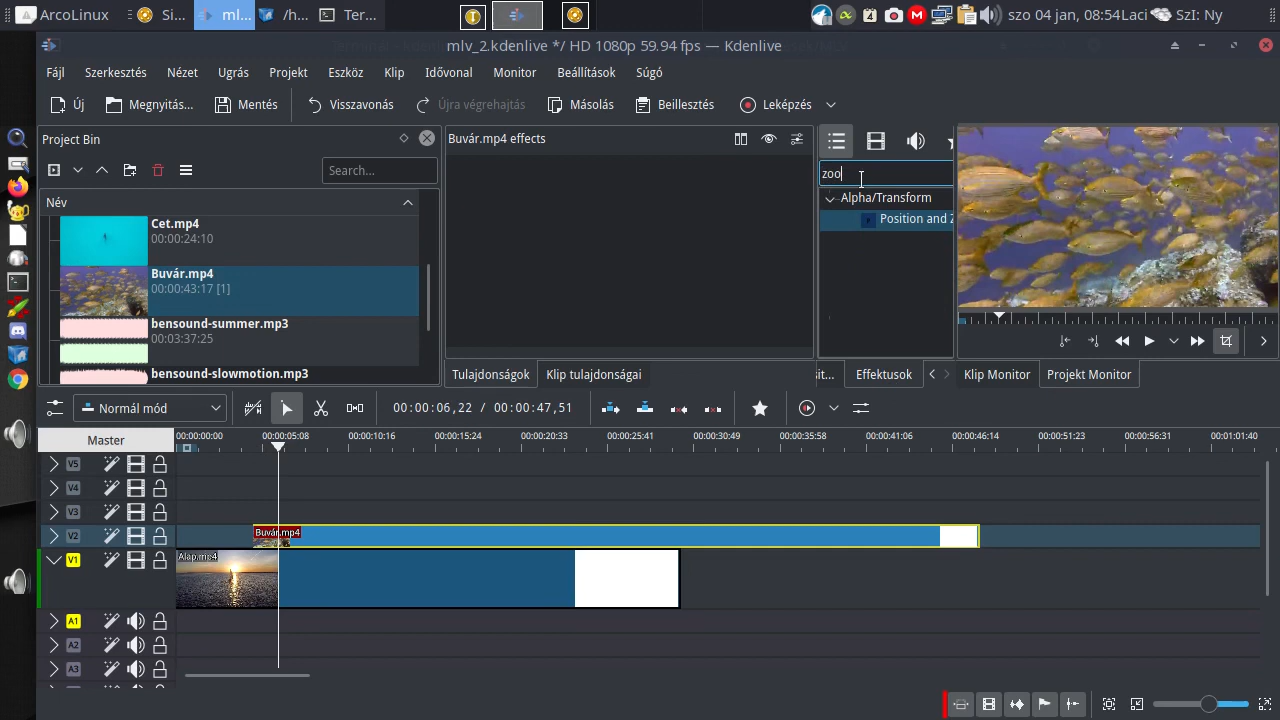 ArcoLinux
Si...
ml...
/h...
Ter...
4
szo 04 jan, 08:54Laci
SzI: Ny
mlv_2.kdenlive */ HD 1080p 59.94 fps — Kdenlive
Fájl
Szerkesztés
Nézet
Ugrás
Projekt
Eszköz
Klip
Idővonal
Monitor
Beállítások
Súgó
Új
Megnyitás...
Mentés
Visszavonás
Újra végrehajtás
Másolás
Beillesztés
Leképzés
Project Bin
Buvár.mp4 effects
Search...
zoo
Név
Alpha/Transform
Position and Z
Cet.mp4
00:00:24:10
Buvár.mp4
00:00:43:17 [1]
bensound-summer.mp3
00:03:37:25
bensound-slowmotion.mp3
Tulajdonságok
Klip tulajdonságai
Effektusok
Klip Monitor
Projekt Monitor
Normál mód
00:00:06,22 / 00:00:47,51
Master
00:00:00:00
00:00:05:08
00:00:10:16
00:00:15:24
00:00:20:33
00:00:25:41
00:00:30:49
00:00:35:58
00:00:41:06
00:00:46:14
00:00:51:23
00:00:56:31
00:01:01:40
V5
V4
V3
V2
Buvár.mp4
V1
Alap.mp4
A1
A2
A3